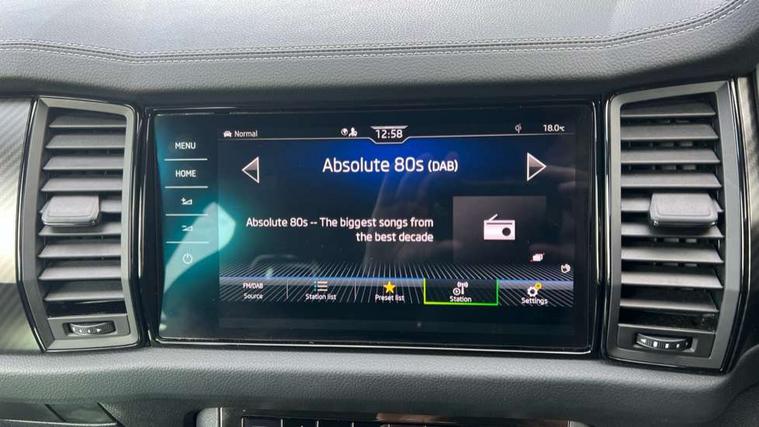 MENU
HOME
Normal
12:58
18.0°C
Absolute 80s (DAB)
Absolute 80s -- The biggest songs from
the best decade
FM/DAB
Source
Station list
Preset list
Station
Settings